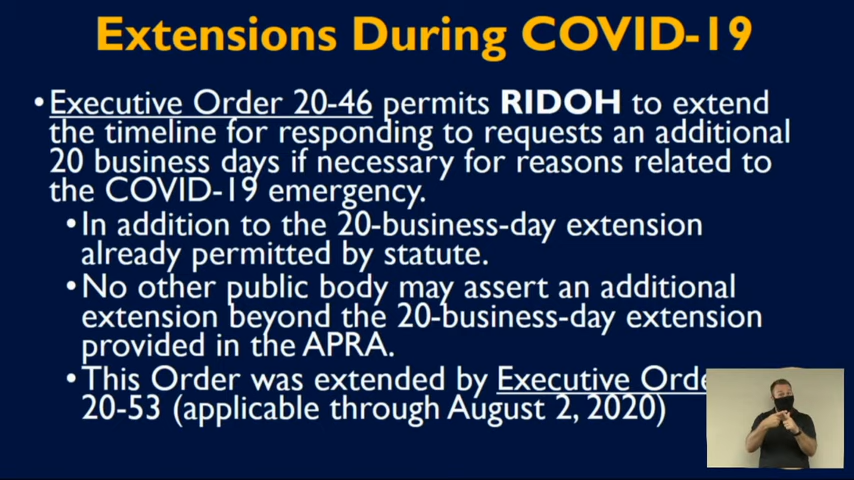 Extensions During COVID-19
•Executive Order 20-46 permits RIDOH to extend
the timeline for responding to requests an additional
20 business days if necessary for reasons related to
the COVID-19 emergency.
•In addition to the 20-business-day extension
already permitted by statute.
•No other public body may assert an additional
extension beyond the 20-business-day extension
provided in the APRA.
•This Order was extended by Executive
20-53 (applicable through August 2, 2020)